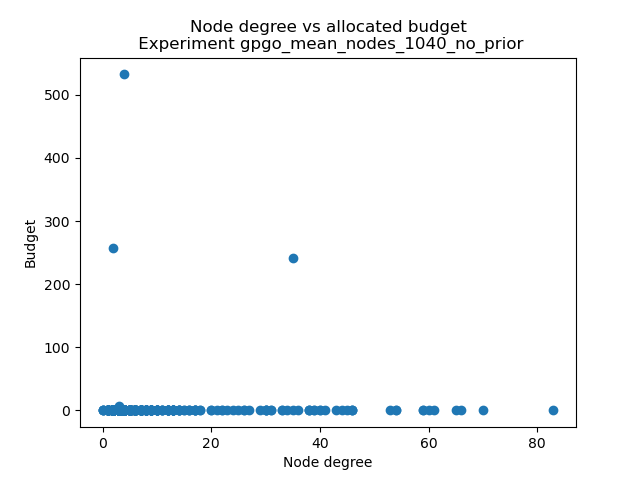 Node degree vs allocated budget
Experiment gpgo_mean_nodes_1040_no_prior
500
400
300
200
100
0
Budget
0 20 40 60 80
Node degree